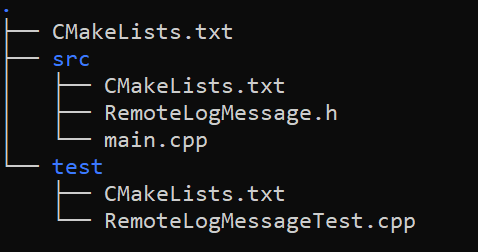 .
├── CMakeLists.txt
├── src
│   ├── CMakeLists.txt
│   ├── RemoteLogMessage.h
│   └── main.cpp
└── test
    ├── CMakeLists.txt
    └── RemoteLogMessageTest.cpp